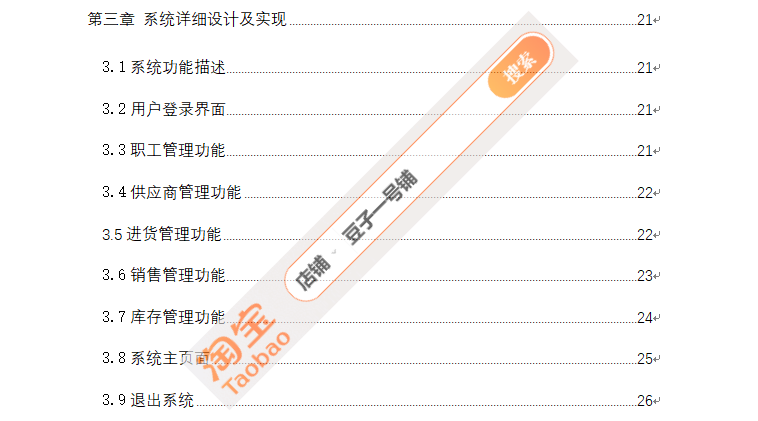 第三章 系统详细设计及实现 21
3.1 系统功能描述 21
3.2 用户登录界面 21
3.3 职工管理功能 21
3.4 供应商管理功能 22
3.5 进货管理功能 22
3.6 销售管理功能 23
3.7 库存管理功能 24
3.8 系统主页面 25
3.9 退出系统 26
淘宝
Taobao
店铺 豆子一号铺
搜索